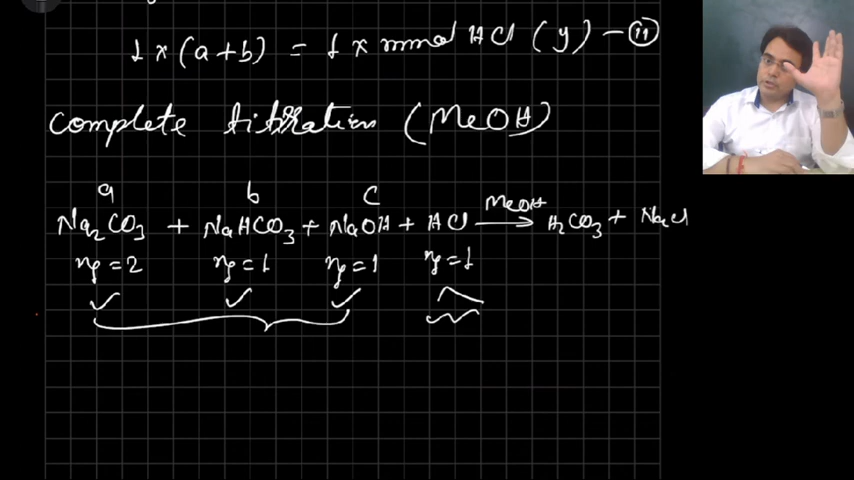 1 × (a + b) = 1 × mmol HCl (y) — (ii)
Complete titration (MeOH)
a b c
Na₂CO₃ + NaHCO₃ + NaOH + HCl MeOH → H₂CO₃ + NaCl
nf = 2 nf = 1 nf = 1 nf = 1